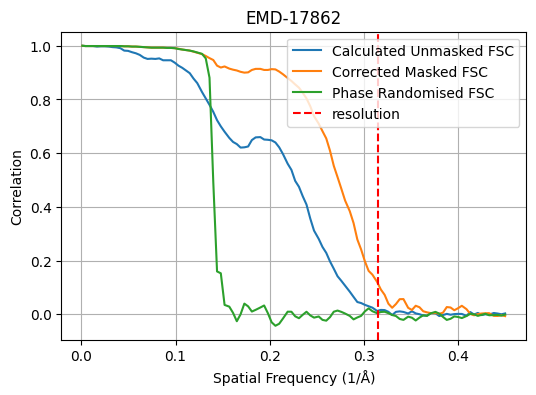 EMD-17862
1.0
0.8
0.6
0.4
0.2
0.0
Correlation
Calculated Unmasked FSC
Corrected Masked FSC
Phase Randomised FSC
resolution
0.0 0.1 0.2 0.3 0.4
Spatial Frequency (1/Å)